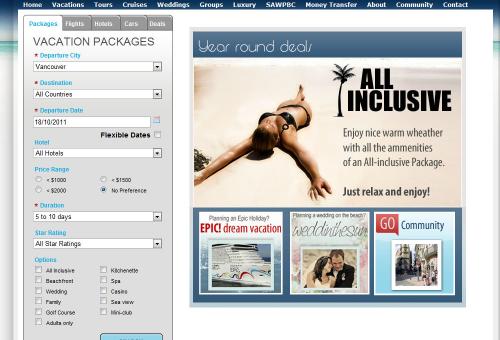 Home Vacations Tours Cruises Weddings Groups Luxury SAWPBC Money Transfer About Community Contact
Packages Flights Hotels Cars Deals
VACATION PACKAGES
* Departure City
Vancouver
* Destination
All Countries
* Departure Date
18/10/2011
Flexible Dates
Hotel
All Hotels
Price Range
< $1000 < $1500
< $2000 No Preference
* Duration
5 to 10 days
Star Rating
All Star Ratings
Options
All Inclusive Kitchenette
Beachfront Spa
Wedding Casino
Family Sea view
Golf Course Mini-club
Adults only
Year round deals
ALL
INCLUSIVE
Enjoy nice warm wheather
with all the ammenities
of an All-inclusive Package.
Just relax and enjoy!
Planning an Epic Holiday?
EPIC! dream vacation
Planning a wedding on the beach?
weddinthesun
GO Community